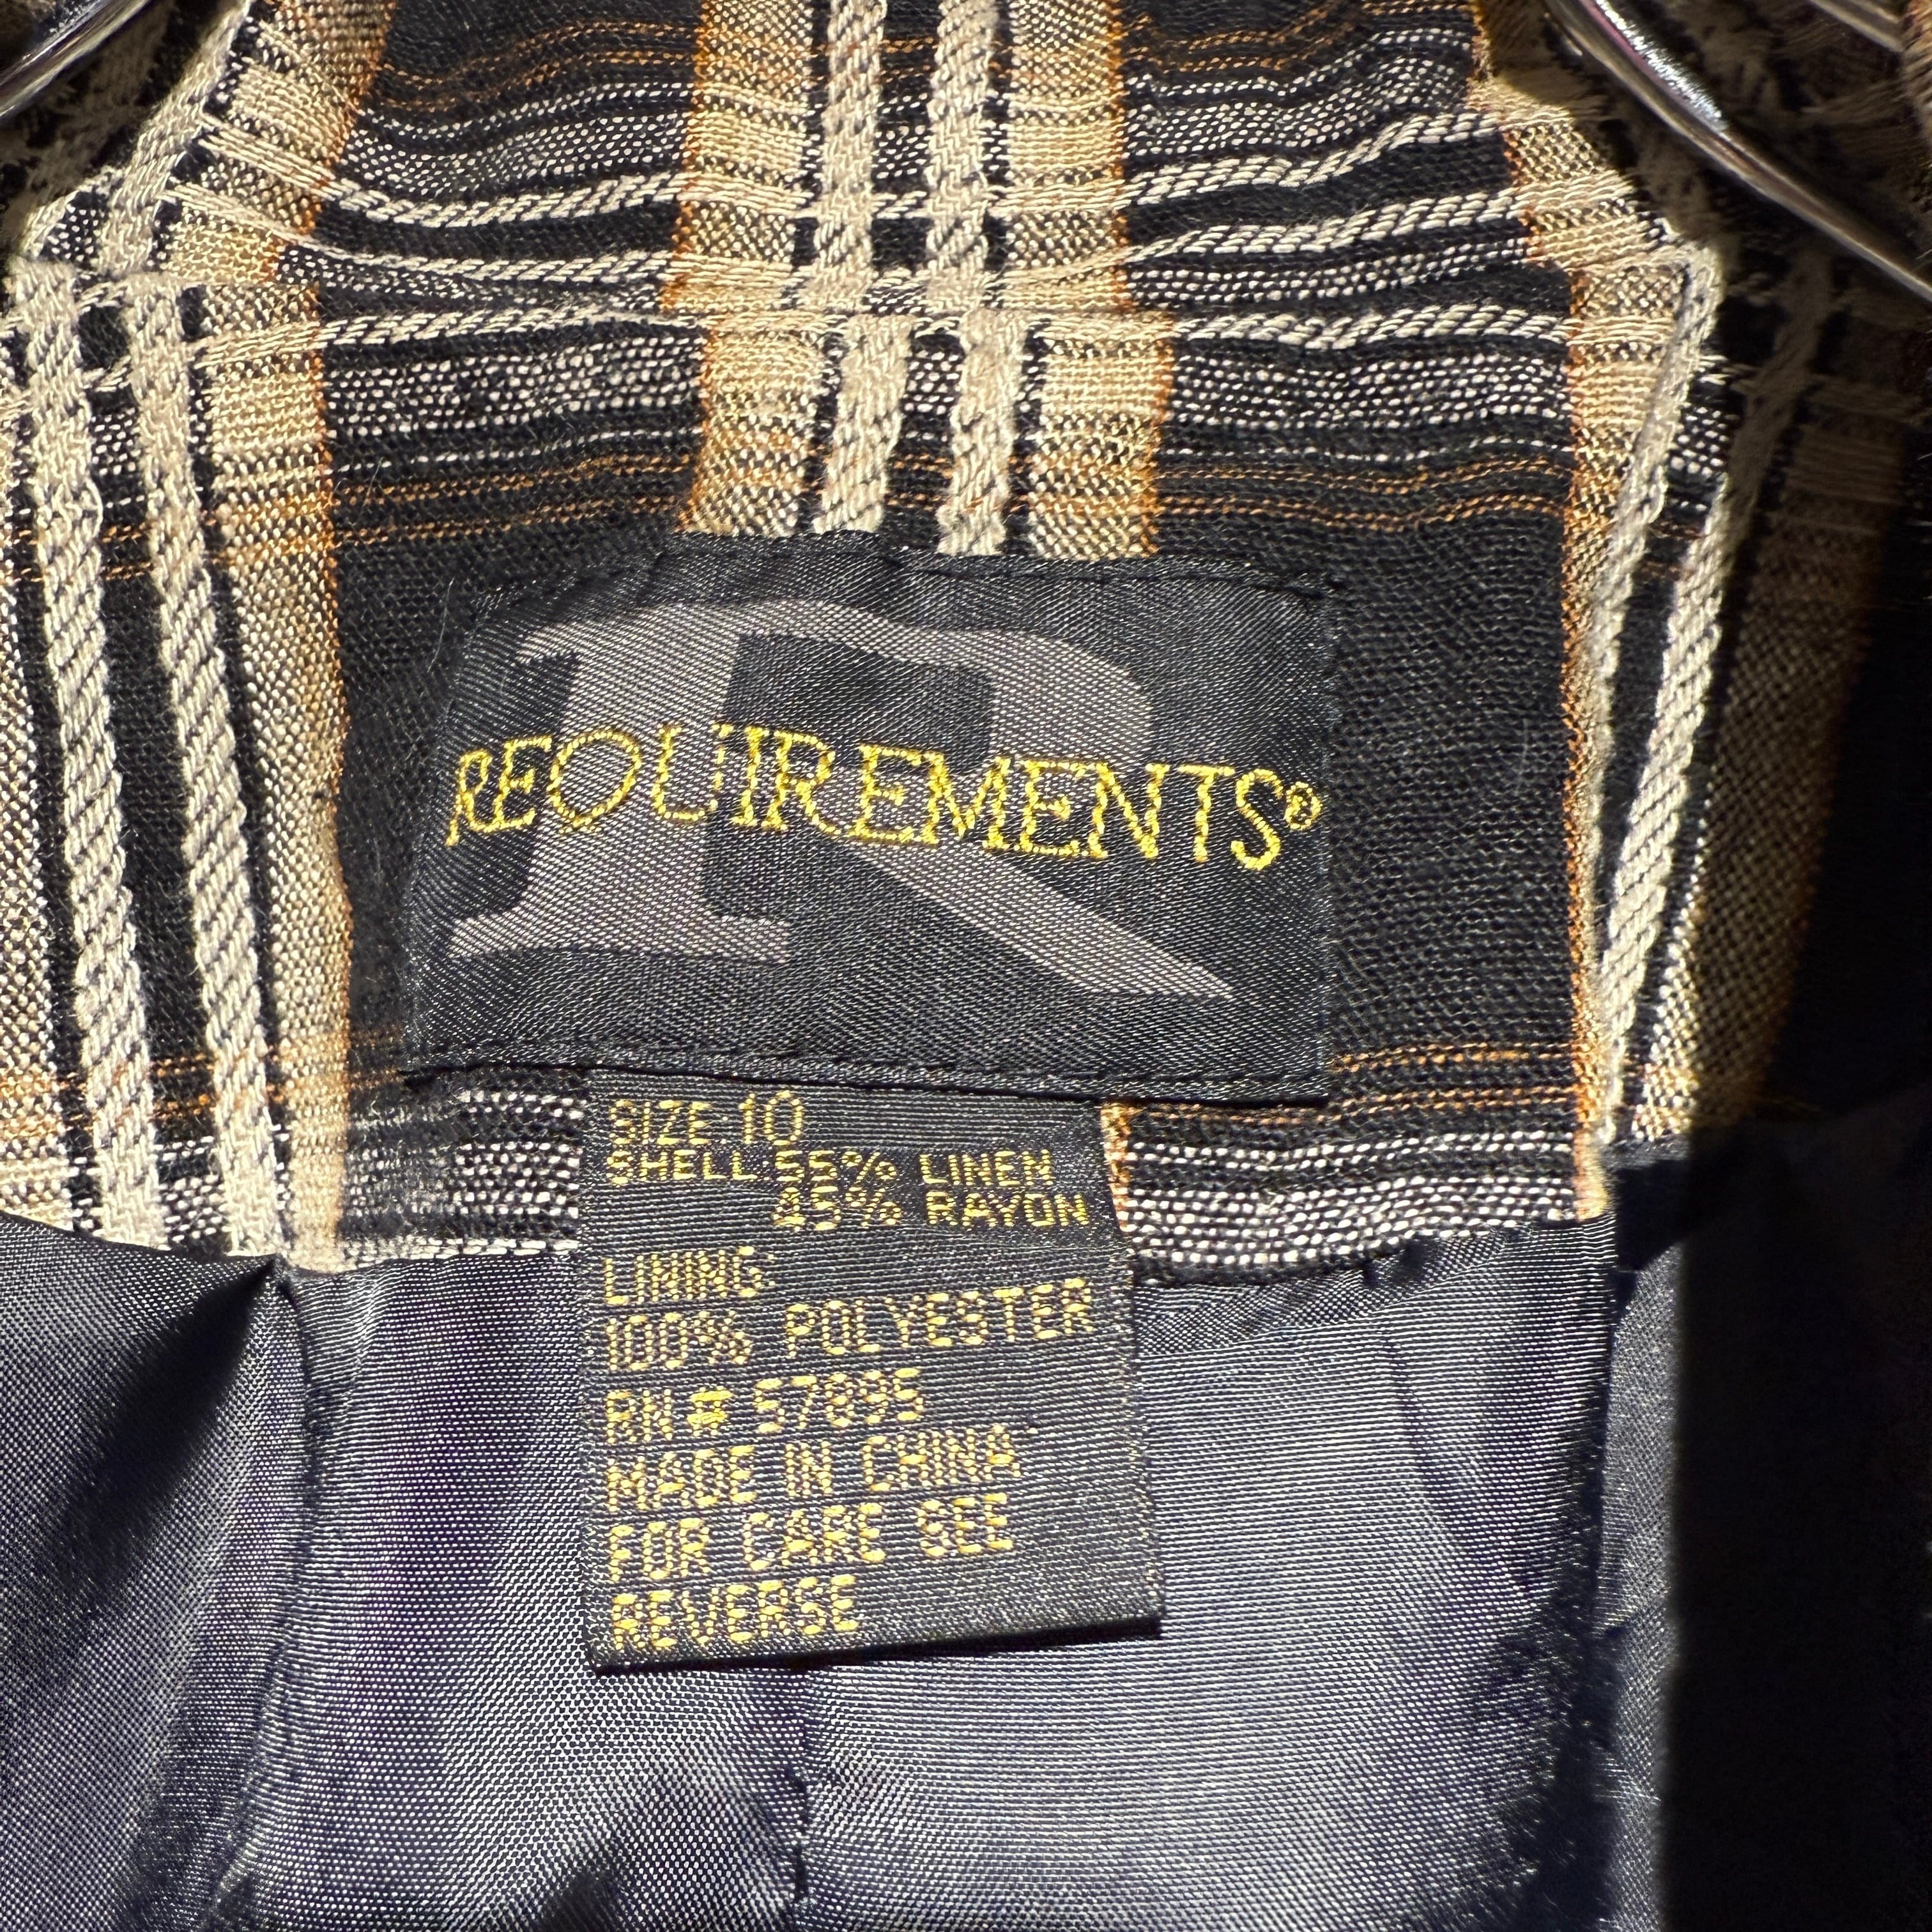 R
REQUIREMENTS®
SIZE: 10
SHELL: 55% LINEN
45% RAYON
LINING:
100% POLYESTER
RN# 57895
MADE IN CHINA
FOR CARE SEE
REVERSE